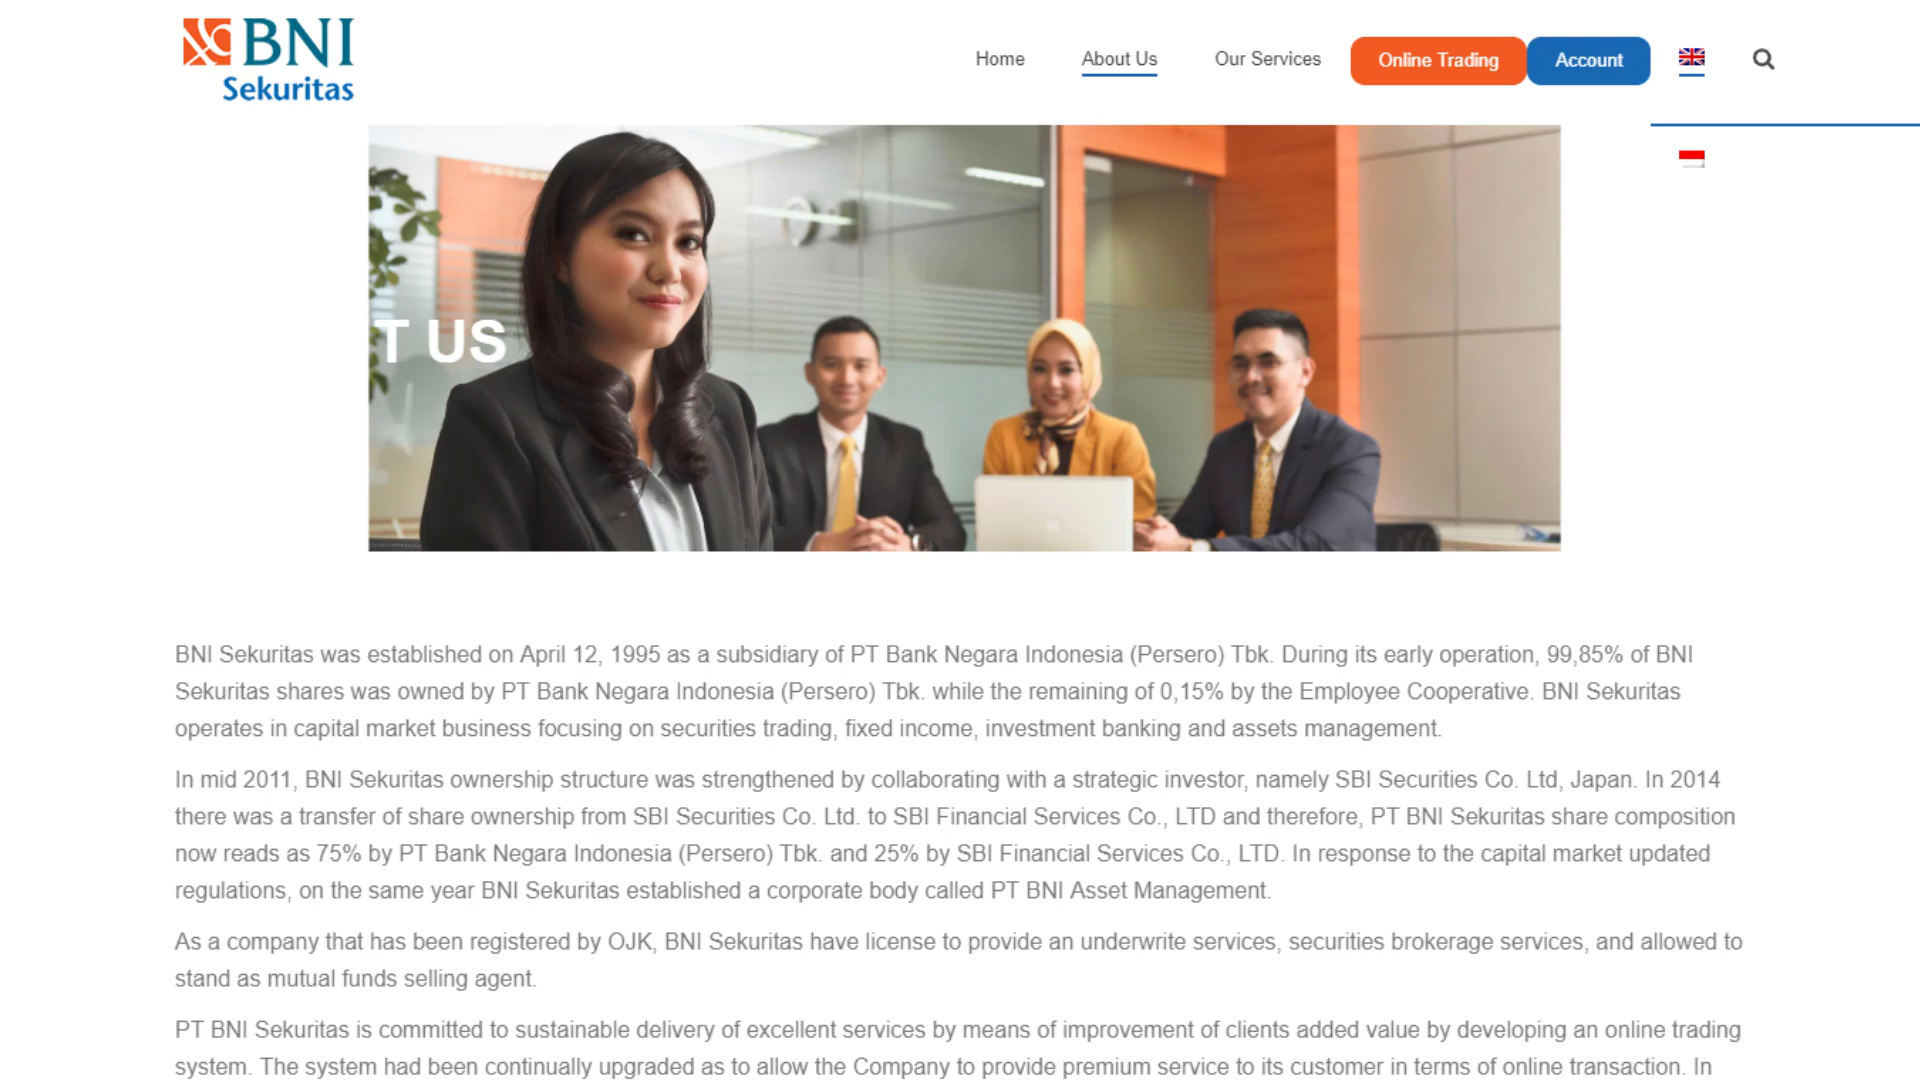 BNI
Sekuritas
Home
About Us
Our Services
Online Trading
Account
T US
BNI Sekuritas was established on April 12, 1995 as a subsidiary of PT Bank Negara Indonesia (Persero) Tbk. During its early operation, 99,85% of BNI
Sekuritas shares was owned by PT Bank Negara Indonesia (Persero) Tbk. while the remaining of 0,15% by the Employee Cooperative. BNI Sekuritas
operates in capital market business focusing on securities trading, fixed income, investment banking and assets management.
In mid 2011, BNI Sekuritas ownership structure was strengthened by collaborating with a strategic investor, namely SBI Securities Co. Ltd, Japan. In 2014
there was a transfer of share ownership from SBI Securities Co. Ltd. to SBI Financial Services Co., LTD and therefore, PT BNI Sekuritas share composition
now reads as 75% by PT Bank Negara Indonesia (Persero) Tbk. and 25% by SBI Financial Services Co., LTD. In response to the capital market updated
regulations, on the same year BNI Sekuritas established a corporate body called PT BNI Asset Management.
As a company that has been registered by OJK, BNI Sekuritas have license to provide an underwrite services, securities brokerage services, and allowed to
stand as mutual funds selling agent.
PT BNI Sekuritas is committed to sustainable delivery of excellent services by means of improvement of clients added value by developing an online trading
system. The system had been continually upgraded as to allow the Company to provide premium service to its customer in terms of online transaction. In